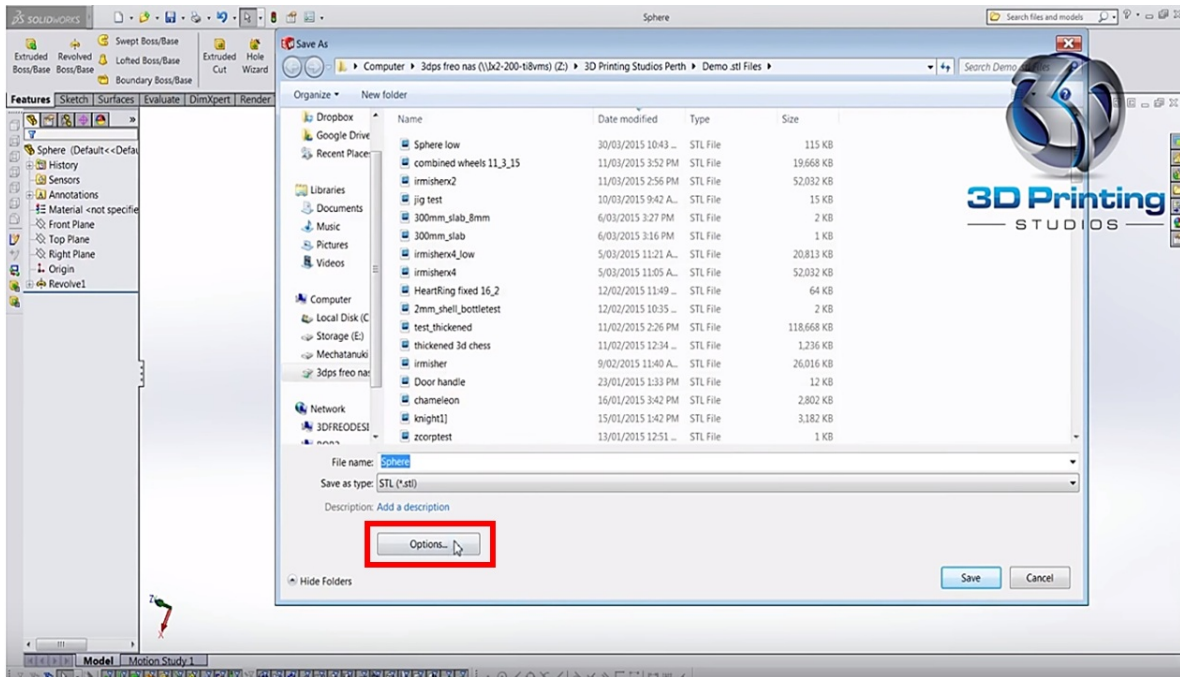 SOLIDWORKS
Sphere
Search files and models
Extruded Boss/Base
Revolved Boss/Base
Swept Boss/Base
Lofted Boss/Base
Boundary Boss/Base
Extruded Cut
Hole Wizard
Features Sketch Surfaces Evaluate DimXpert Render
Sphere (Default<<Defau
History
Sensors
Annotations
Material <not specifie
Front Plane
Top Plane
Right Plane
Origin
Revolve1
Save As
Computer 3dps freo nas (\\Ix2-200-ti8vms) (Z:) 3D Printing Studios Perth Demo .stl Files
Search Demo .stl Files
Organize New folder
Dropbox
Google Drive
Recent Places
Libraries
Documents
Music
Pictures
Videos
Computer
Local Disk (C
Storage (E:)
Mechatanuki
3dps freo nas
Network
3DFREODESI
Name Date modified Type Size
Sphere low 30/03/2015 10:43 ... STL File 115 KB
combined wheels 11_3_15 11/03/2015 3:52 PM STL File 19,668 KB
irmisherx2 11/03/2015 2:56 PM STL File 52,032 KB
jig test 10/03/2015 9:42 A... STL File 15 KB
300mm_slab_8mm 6/03/2015 3:27 PM STL File 2 KB
300mm_slab 6/03/2015 3:16 PM STL File 1 KB
irmisherx4_low 5/03/2015 11:21 A... STL File 20,813 KB
irmisherx4 5/03/2015 11:05 A... STL File 52,032 KB
HeartRing fixed 16_2 12/02/2015 11:49 ... STL File 64 KB
2mm_shell_bottletest 12/02/2015 10:35 ... STL File 2 KB
test_thickened 11/02/2015 2:26 PM STL File 118,668 KB
thickened 3d chess 11/02/2015 12:34 ... STL File 1,236 KB
irmisher 9/02/2015 11:40 A... STL File 26,016 KB
Door handle 23/01/2015 1:33 PM STL File 12 KB
chameleon 16/01/2015 3:42 PM STL File 2,802 KB
knight1] 15/01/2015 1:42 PM STL File 3,182 KB
zcorptest 13/01/2015 12:51 ... STL File 1 KB
File name: Sphere
Save as type: STL (*.stl)
Description: Add a description
Options...
Hide Folders
Save Cancel
3D
3D Printing
STUDIOS
Z
X
Model Motion Study 1